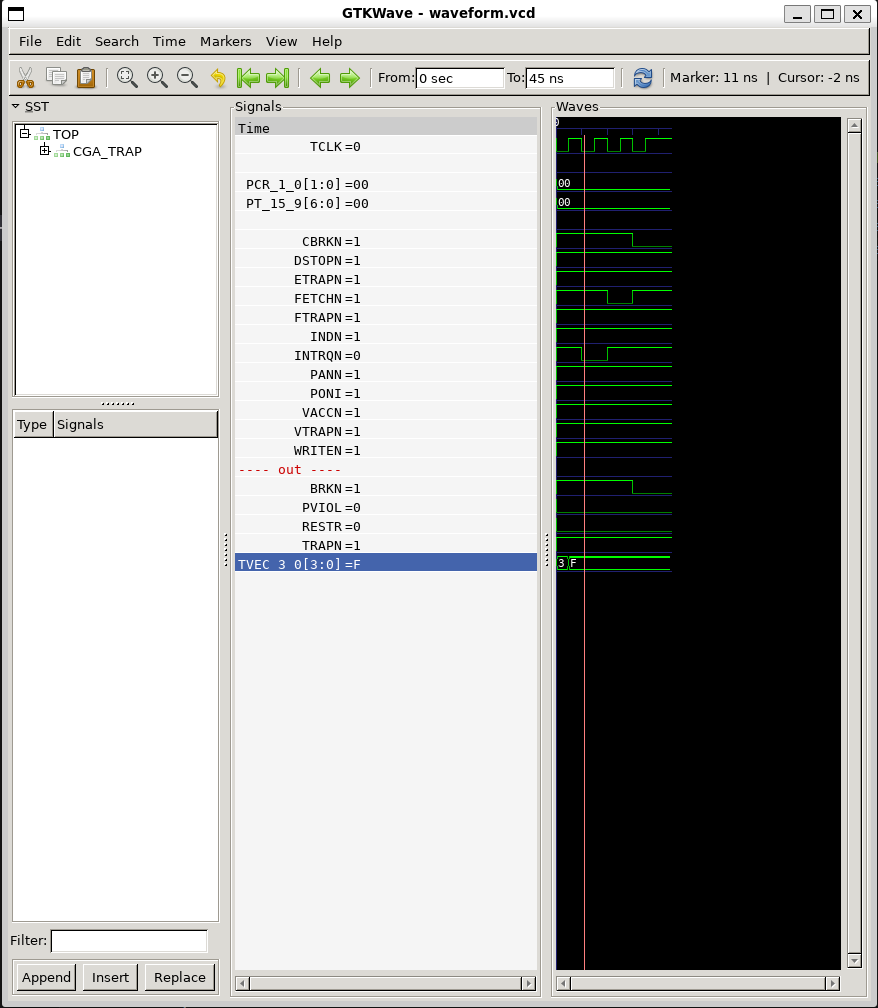 GTKWave - waveform.vcd
File Edit Search Time Markers View Help
From: 0 sec To: 45 ns Marker: 11 ns | Cursor: -2 ns
SST
TOP
CGA_TRAP
Type Signals
Filter:
Append Insert Replace
Signals
Time
TCLK =0
PCR_1_0[1:0] =00
PT_15_9[6:0] =00
CBRKN =1
DSTOPN =1
ETRAPN =1
FETCHN =1
FTRAPN =1
INDN =1
INTRQN =0
PANN =1
PONI =1
VACCN =1
VTRAPN =1
WRITEN =1
---- out ----
BRKN =1
PVIOL =0
RESTR =0
TRAPN =1
TVEC_3_0[3:0] =F
Waves
0
00
00
3 F